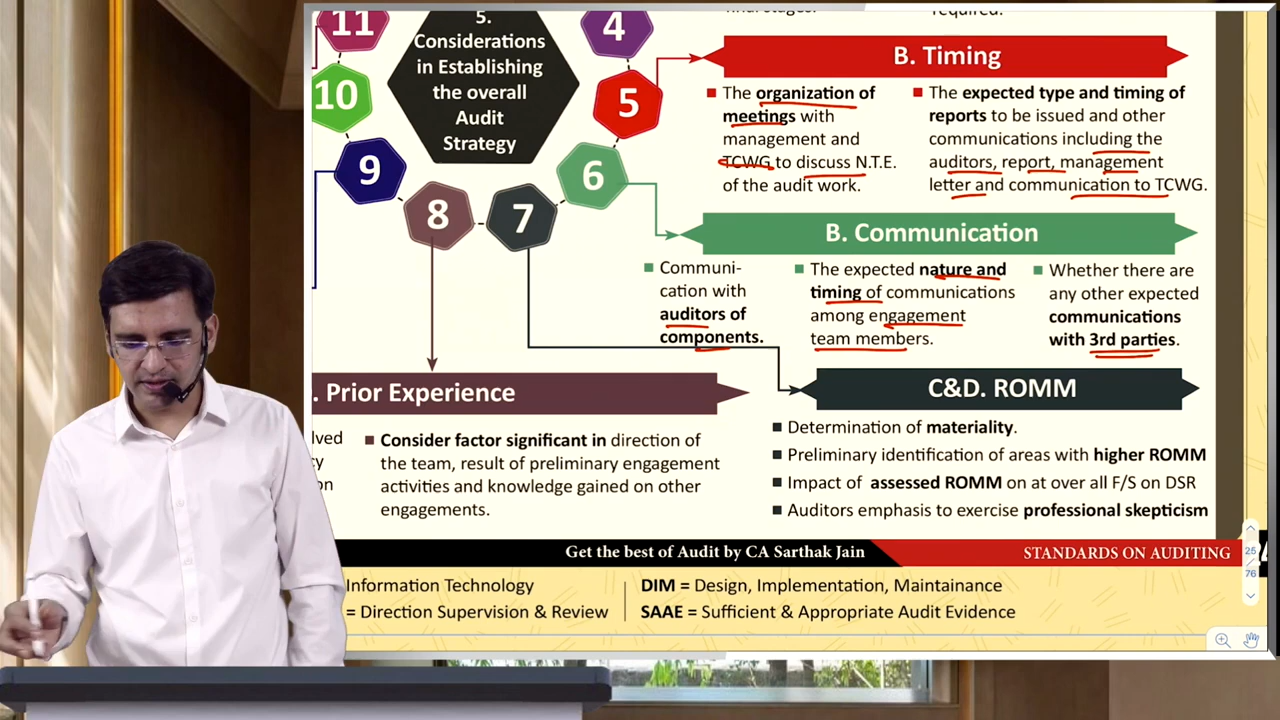 required.
11
5.
Considerations
in Establishing
the overall
Audit
Strategy
4
10
5
9
6
8
7
B. Timing
The organization of
meetings with
management and
TCWG to discuss N.T.E.
of the audit work.
The expected type and timing of
reports to be issued and other
communications including the
auditors, report, management
letter and communication to TCWG.
B. Communication
Communi-
cation with
auditors of
components.
The expected nature and
timing of communications
among engagement
team members.
Whether there are
any other expected
communications
with 3rd parties.
. Prior Experience
lved
cy
on
Consider factor significant in direction of
the team, result of preliminary engagement
activities and knowledge gained on other
engagements.
C&D. ROMM
Determination of materiality.
Preliminary identification of areas with higher ROMM
Impact of assessed ROMM on at over all F/S on DSR
Auditors emphasis to exercise professional skepticism
Get the best of Audit by CA Sarthak Jain
STANDARDS ON AUDITING
Information Technology
= Direction Supervision & Review
DIM = Design, Implementation, Maintainance
SAAE = Sufficient & Appropriate Audit Evidence
25
76